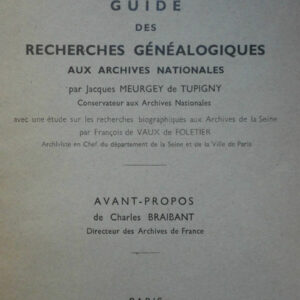 GUIDE
DES
RECHERCHES GÉNÉALOGIQUES
AUX ARCHIVES NATIONALES
par Jacques MEURGEY de TUPIGNY
Conservateur aux Archives Nationales
avec une étude sur les recherches biographiques aux Archives de la Seine
par François de VAUX de FOLETIER
Archiviste en Chef du département de la Seine et de la Ville de Paris
AVANT-PROPOS
de Charles BRAIBANT
Directeur des Archives de France
PARIS